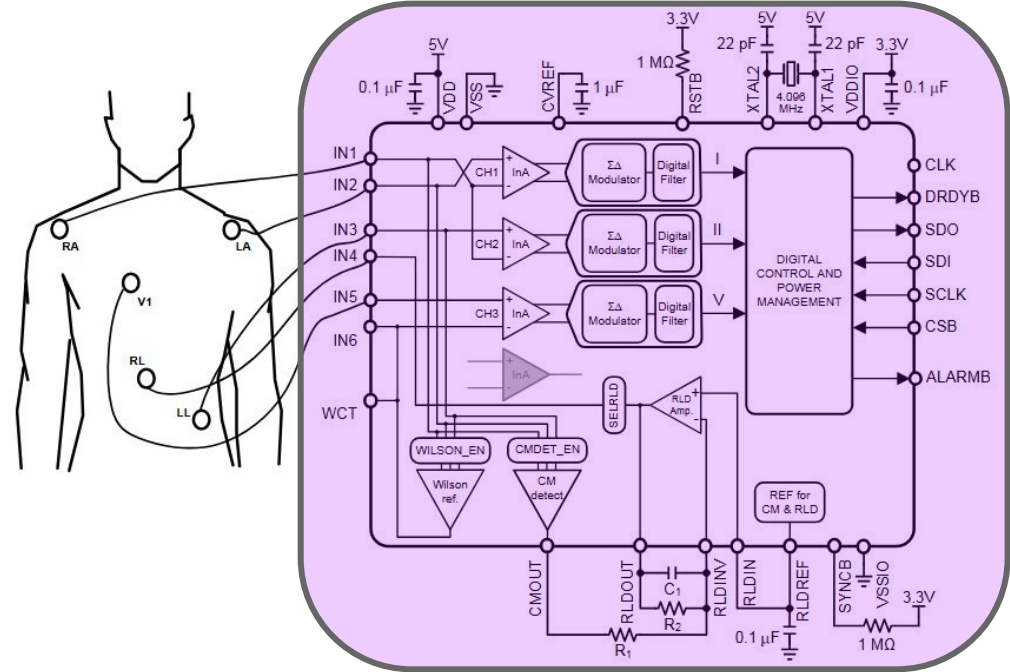 3.3V
5V
5V
5V
22 pF
22 pF
3.3V
1 MΩ
0.1 µF
VDD
VSS
CVREF
1 µF
RSTB
XTAL2
4.096
MHz
XTAL1
VDDIO
0.1 µF
IN1
IN2
IN3
IN4
IN5
IN6
WCT
RA
LA
V1
RL
LL
CH1
+
-
InA
ΣΔ
Modulator
Digital
Filter
I
CH2
+
-
InA
ΣΔ
Modulator
Digital
Filter
II
CH3
+
-
InA
ΣΔ
Modulator
Digital
Filter
V
+
-
InA
DIGITAL
CONTROL AND
POWER
MANAGEMENT
CLK
DRDYB
SDO
SDI
SCLK
CSB
ALARMB
SELRLD
RLD
Amp.
+
-
WILSON_EN
CMDET_EN
Wilson
ref.
CM
detect
REF for
CM & RLD
CMOUT
RLDOUT
C1
R2
R1
RLDINV
RLDIN
RLDREF
0.1 µF
SYNCB
VSSIO
3.3V
1 MΩ